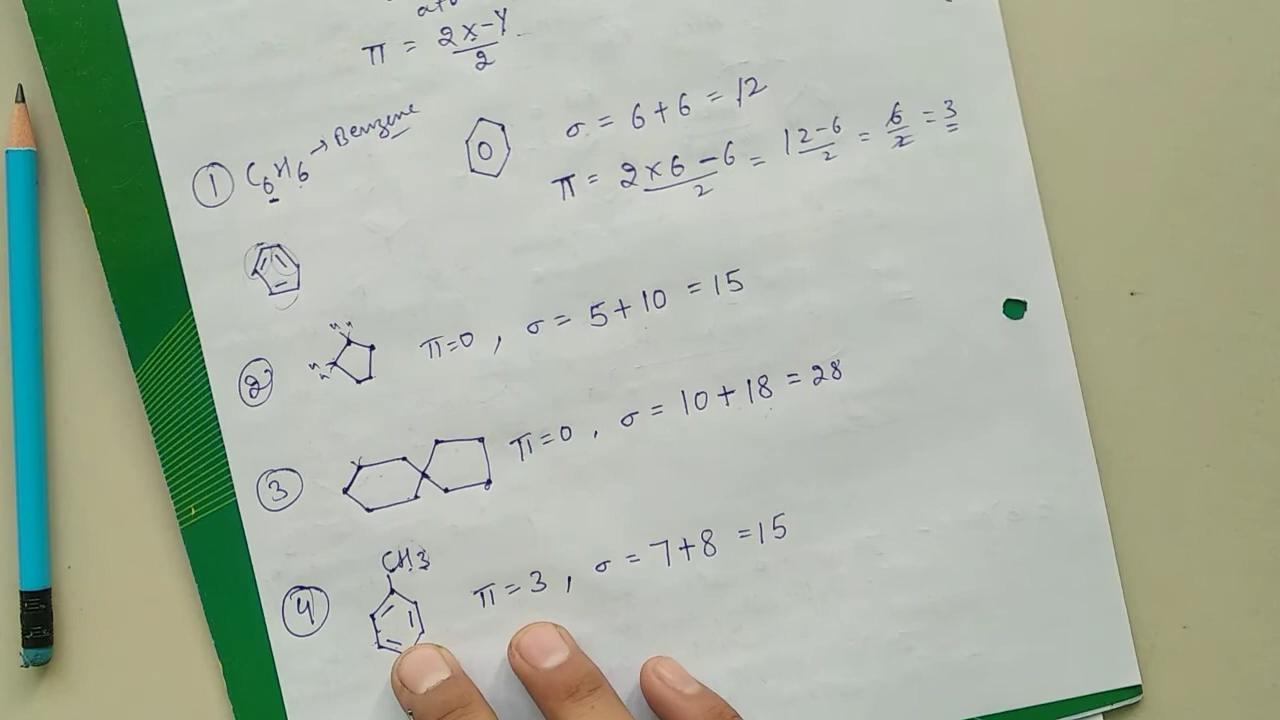 π = 2x-y / 2
① C6H6 → Benzene
σ = 6+6 = 12
π = 2×6-6 / 2 = 12-6 / 2 = 6 / 2 = 3
② H H H H π=0 , σ = 5+10 = 15
③ π=0 , σ = 10+18 = 28
④ CH3 π=3 , σ = 7+8 = 15